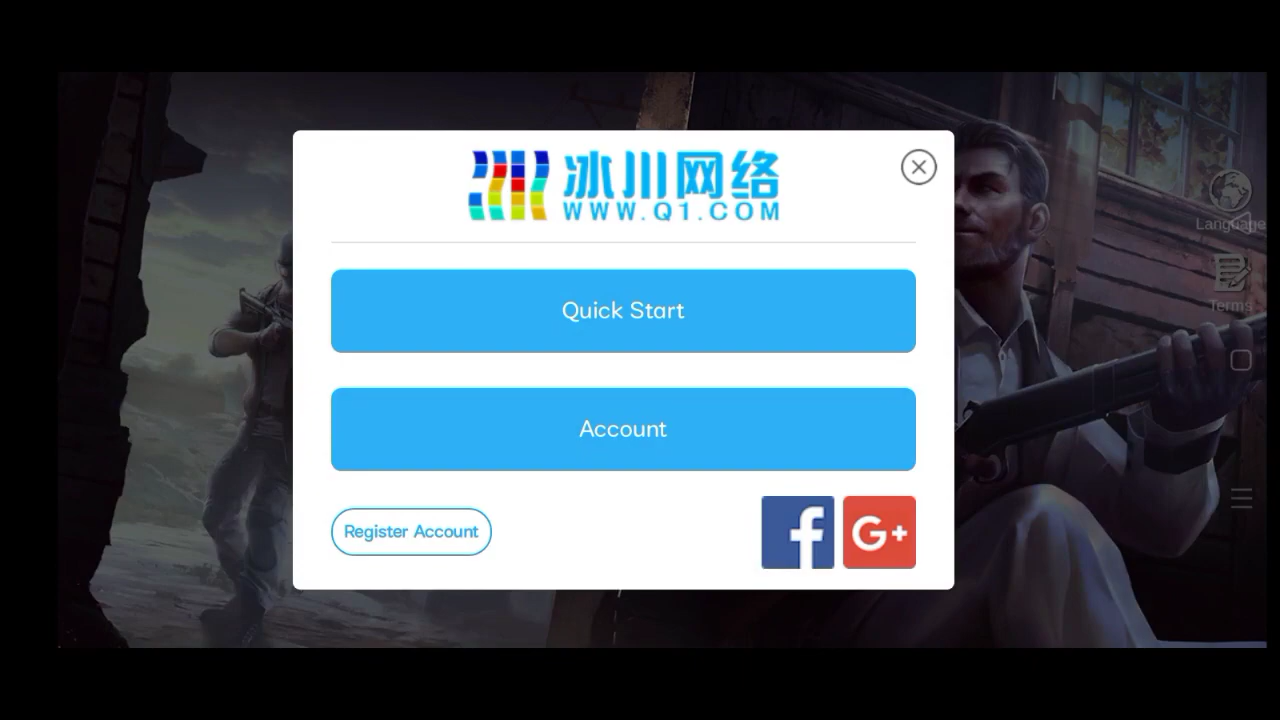 冰川网络
WWW.Q1.COM
Language
Quick Start
Terms
Account
Register Account
f
G+